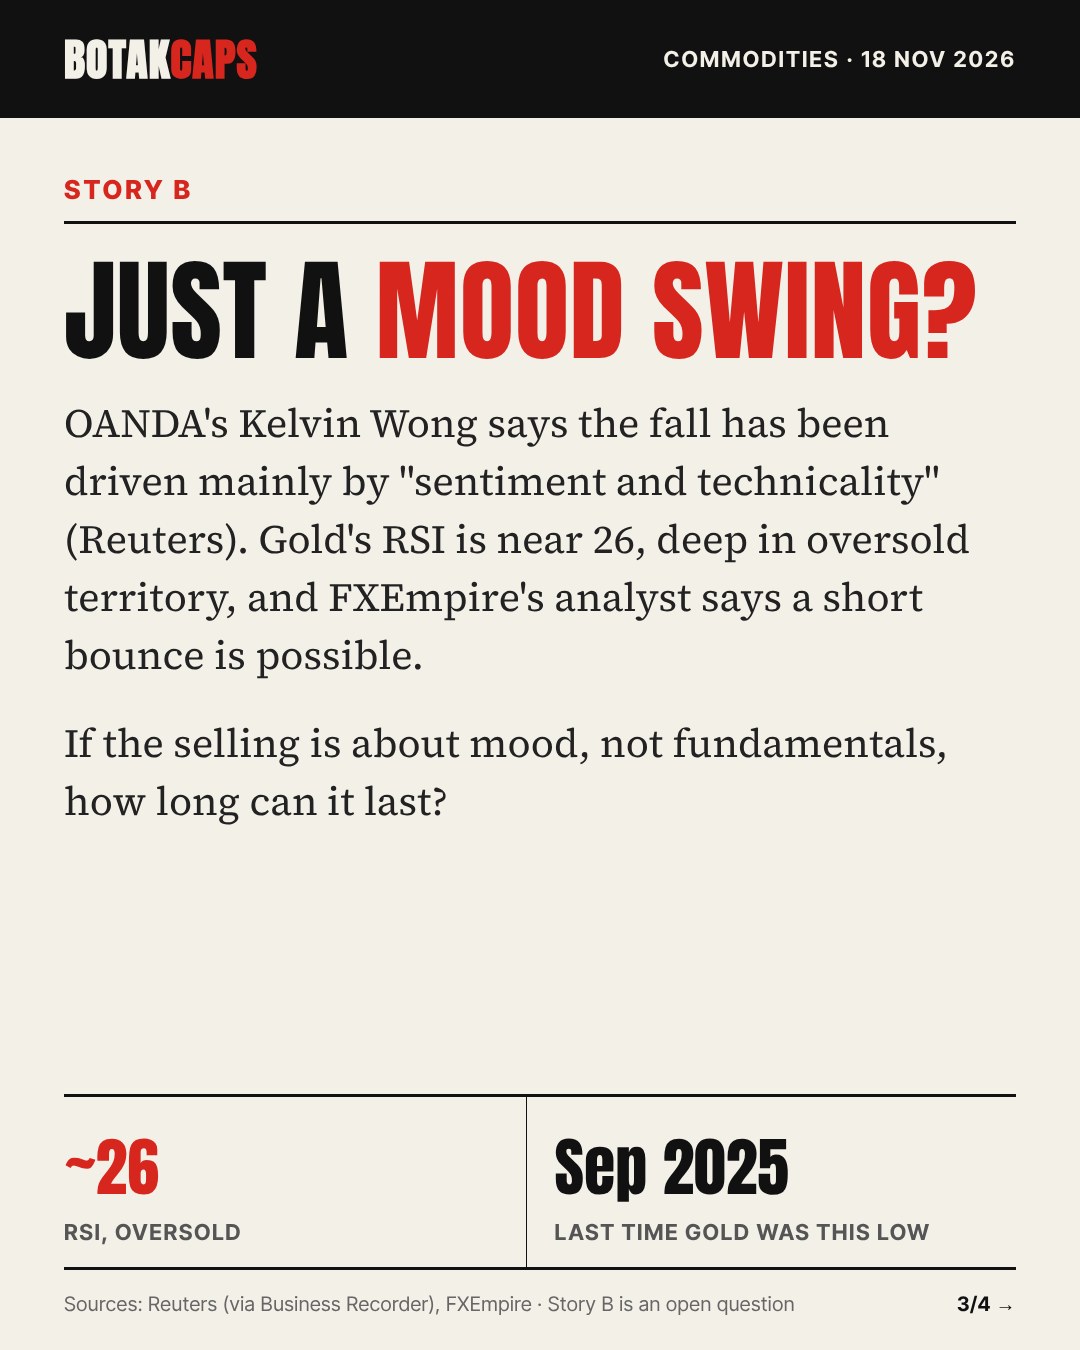 BOTAKCAPS
COMMODITIES · 18 NOV 2026
STORY B
JUST A MOOD SWING?
OANDA's Kelvin Wong says the fall has been
driven mainly by "sentiment and technicality"
(Reuters). Gold's RSI is near 26, deep in oversold
territory, and FXEmpire's analyst says a short
bounce is possible.
If the selling is about mood, not fundamentals,
how long can it last?
~26
RSI, OVERSOLD
Sep 2025
LAST TIME GOLD WAS THIS LOW
Sources: Reuters (via Business Recorder), FXEmpire · Story B is an open question
3/4 →